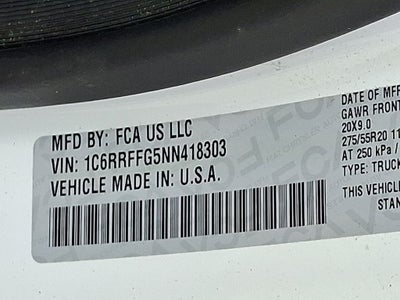 MFD BY: FCA US LLC
VIN: 1C6RRFFG5NN418303
VEHICLE MADE IN: U.S.A.
DATE OF MFR
GAWR FRONT
20X9.0
275/55R20 11
AT 250 kPa /
TYPE: TRUCK
THIS VEHICLE
STAN